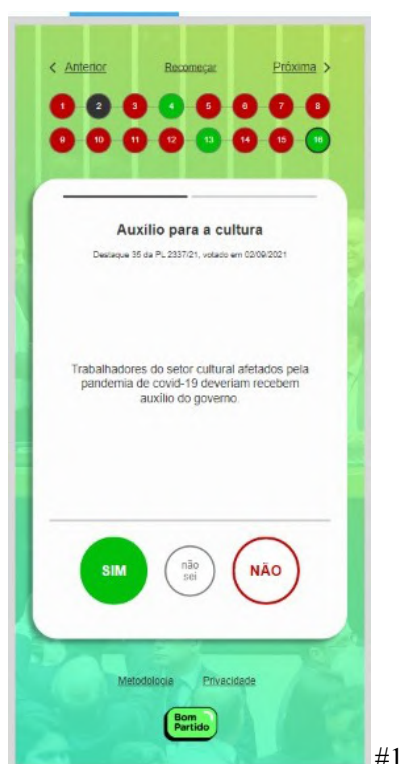 < Anterior Recomeçar Próxima >
1 2 3 4 5 6 7 8
9 10 11 12 13 14 15 16
Auxílio para a cultura
Destaque 35 da PL 2337/21, votado em 02/09/2021
Trabalhadores do setor cultural afetados pela
pandemia de covid-19 deveriam recebem
auxílio do governo.
SIM
não
sei
NÃO
Metodologia Privacidade
Bom
Partido
#1